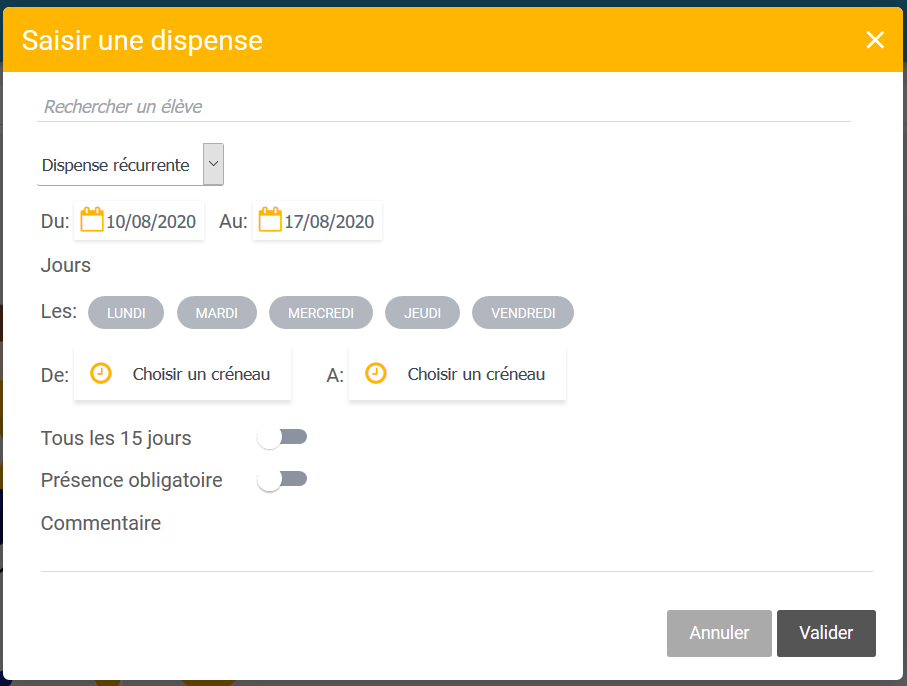 Saisir une dispense
Rechercher un élève
Dispense récurrente
Du: 10/08/2020 Au: 17/08/2020
Jours
Les: LUNDI MARDI MERCREDI JEUDI VENDREDI
De: Choisir un créneau A: Choisir un créneau
Tous les 15 jours
Présence obligatoire
Commentaire
Annuler Valider